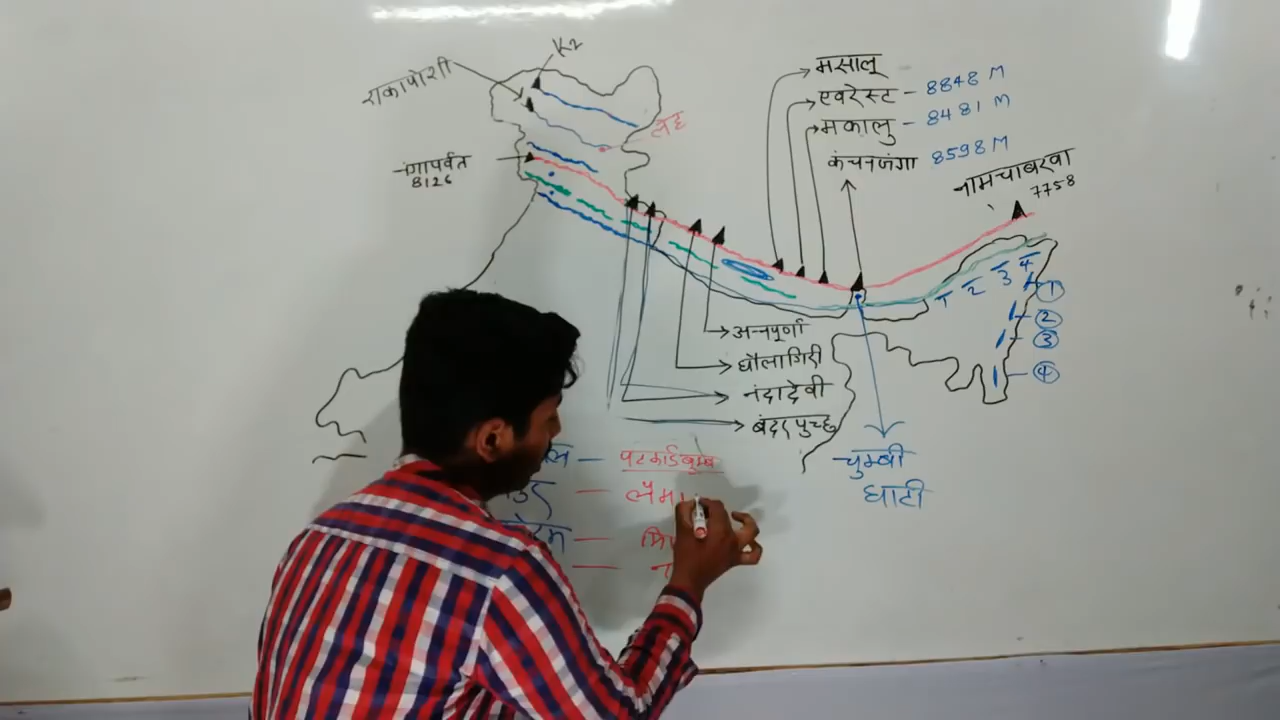 K2
राकापोशी
लेह
नंगापर्वत
8126
मसालू
एवरेस्ट - 8848 M
मकालु - 8481 M
कंचनजंगा 8598 M
नामचाबरवा
7758
1 2 3 4
①
②
③
④
अन्नपूर्णा
धौलागिरी
नंदादेवी
बंदरपुच्छ
चुम्बी
घाटी
पटकाईबूम